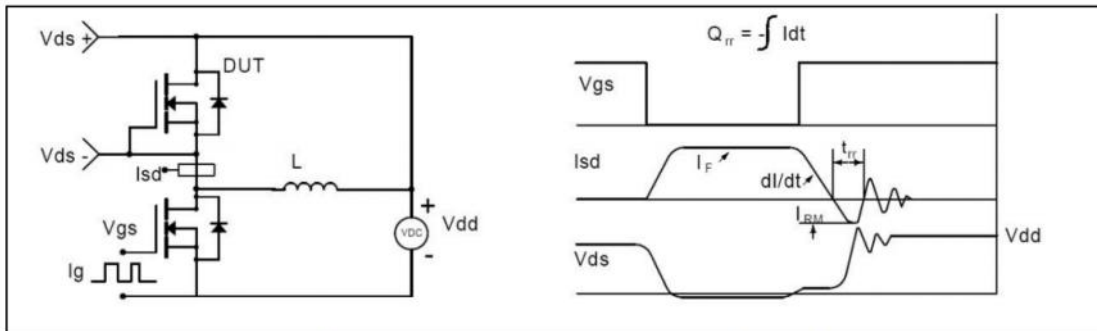 Vds +
DUT
Vds -
Isd
L
Vgs
Ig
+
VDC
-
Vdd
Qrr = -∫ Idt
Vgs
Isd
IF
dI/dt
trr
IRM
Vdd
Vds